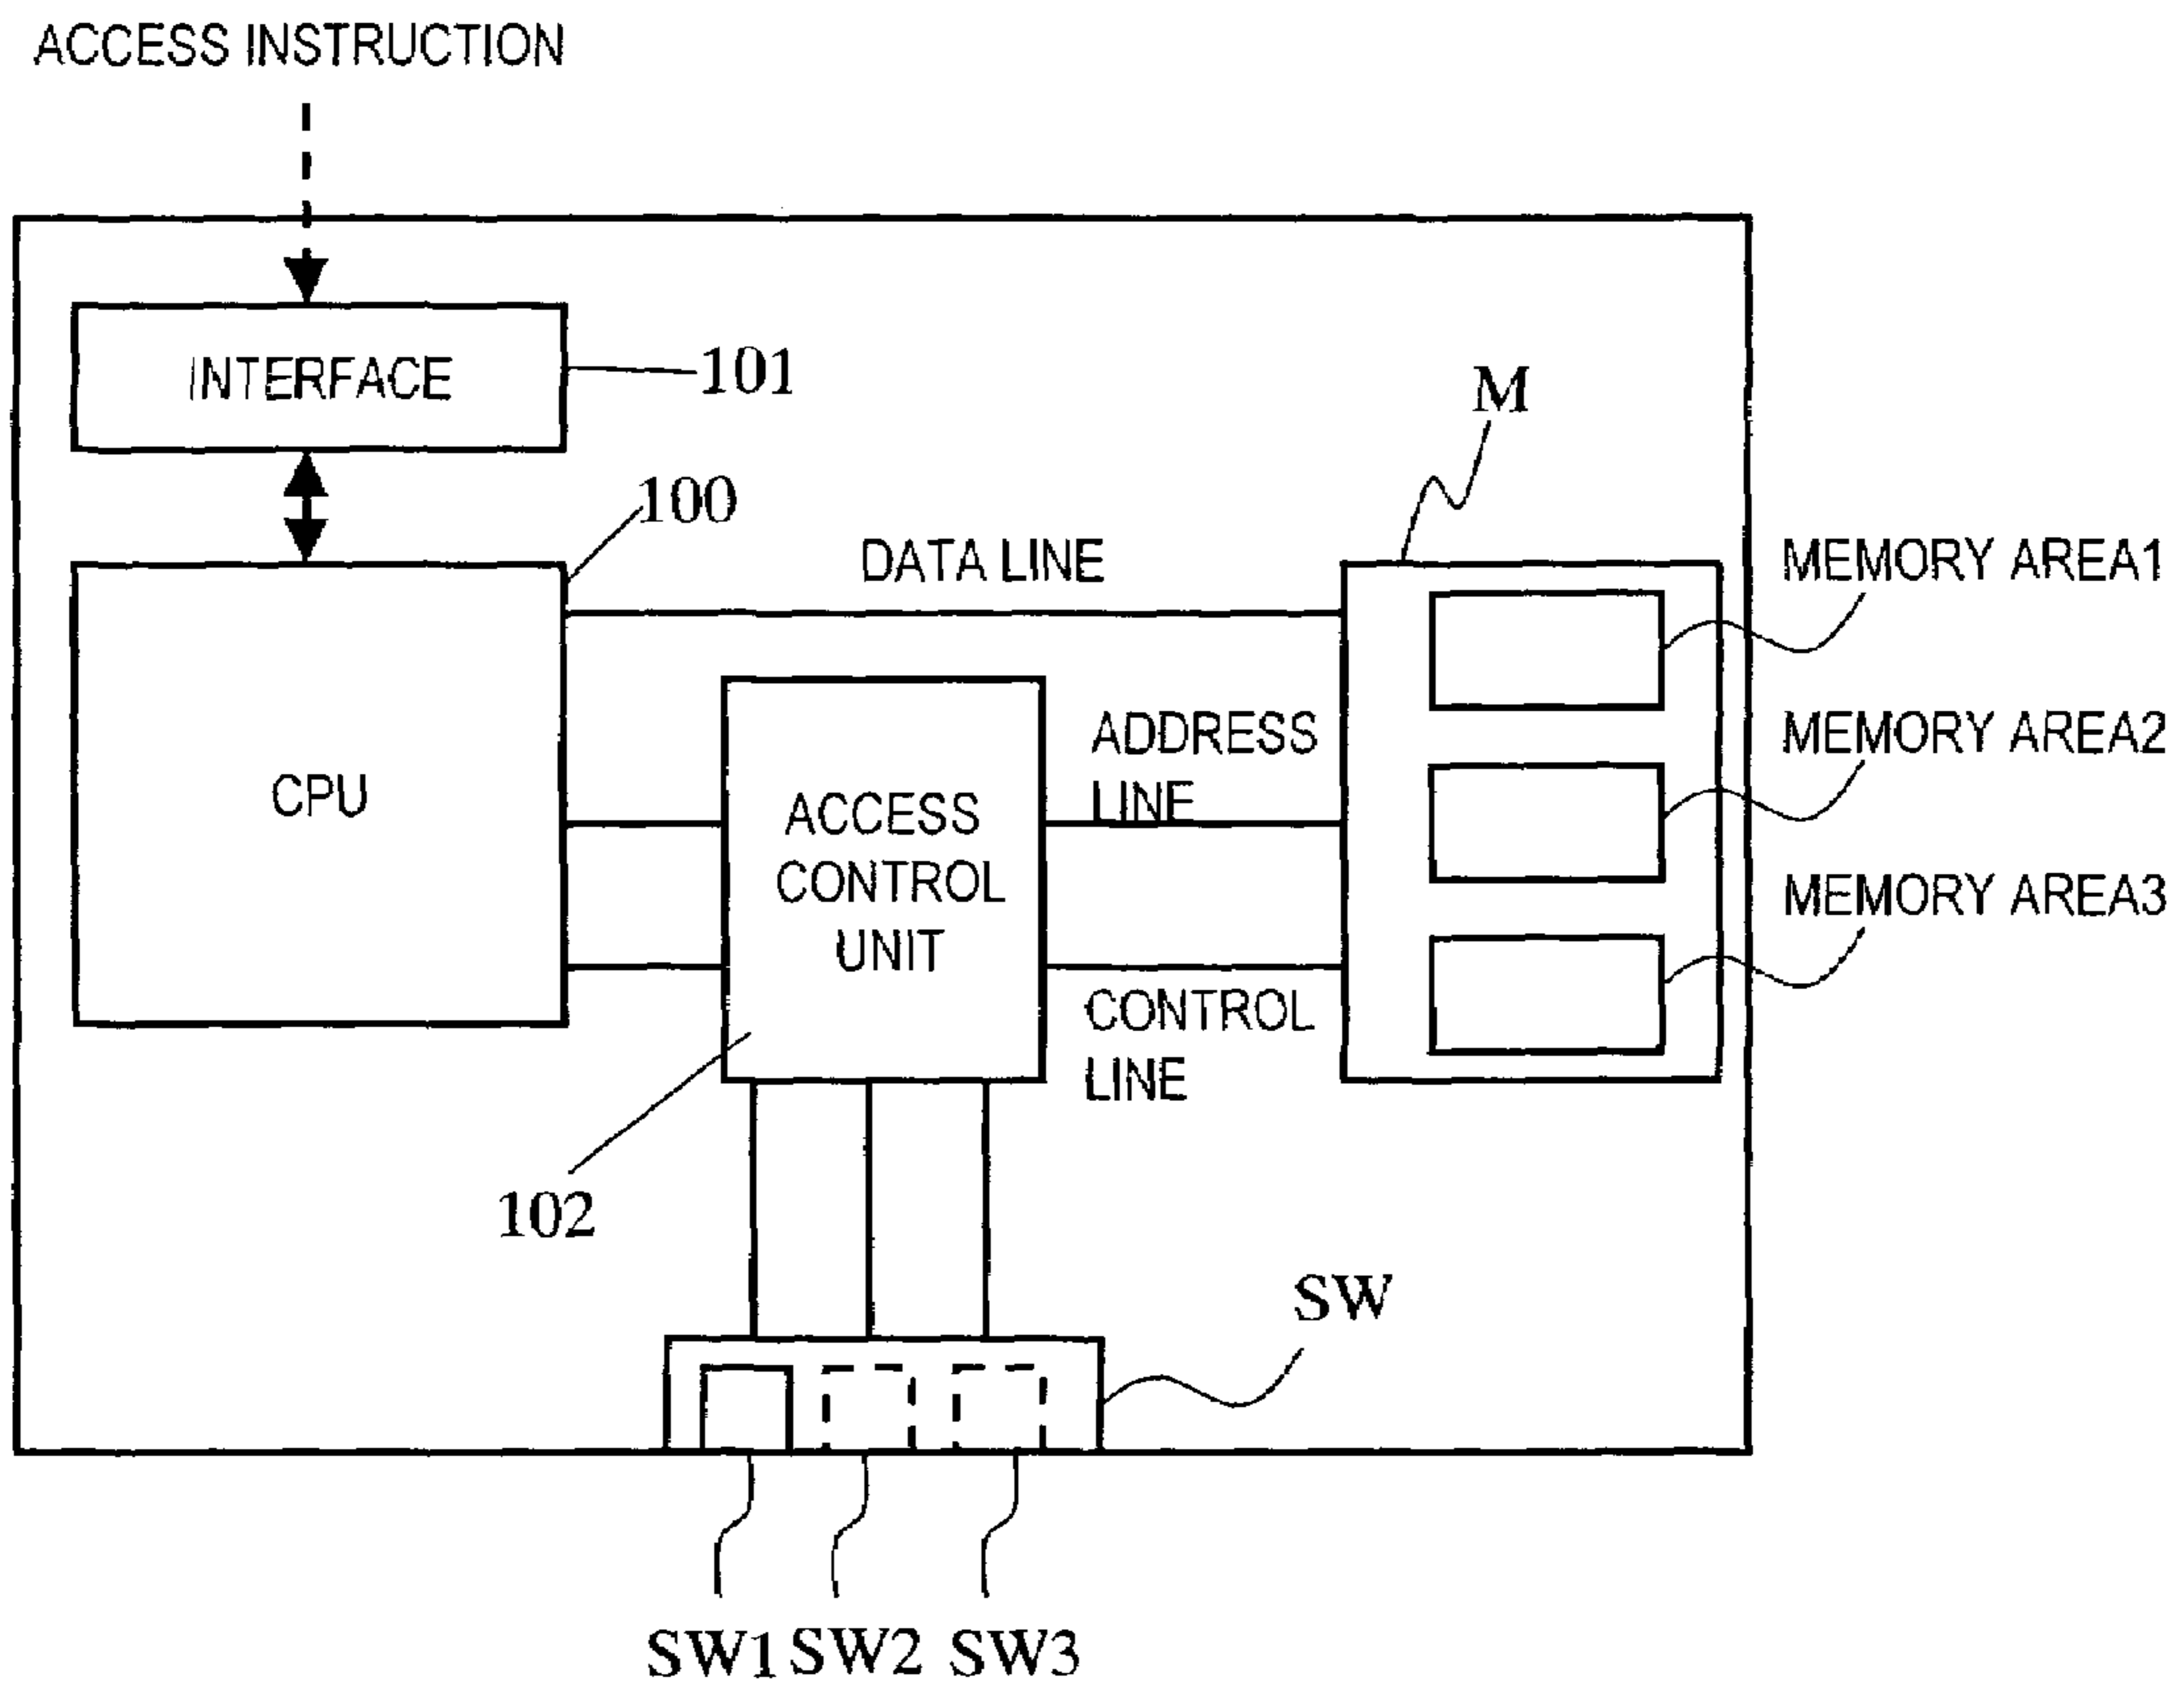 ACCESS INSTRUCTION
INTERFACE
101
M
100
DATA LINE
MEMORY AREA1
CPU
ADDRESS
LINE
MEMORY AREA2
ACCESS
CONTROL
UNIT
MEMORY AREA3
CONTROL
LINE
102
SW
SW1 SW2 SW3